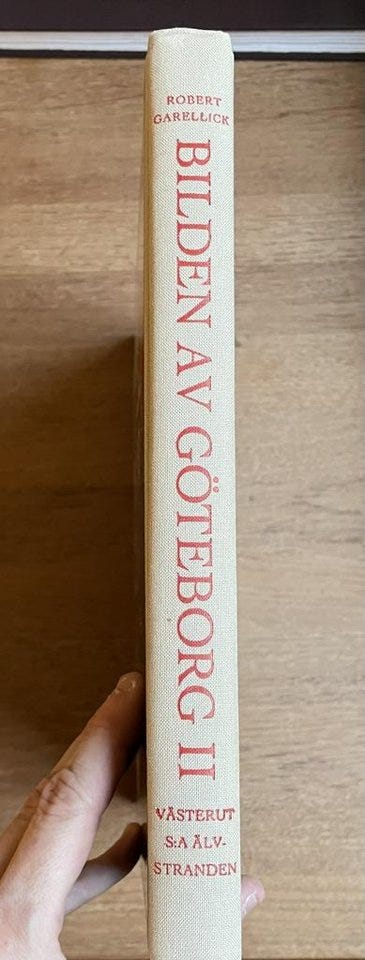 ROBERT
GARELLICK
BILDEN AV GÖTEBORG II
VÄSTERUT
S:A ÄLV-
STRANDEN